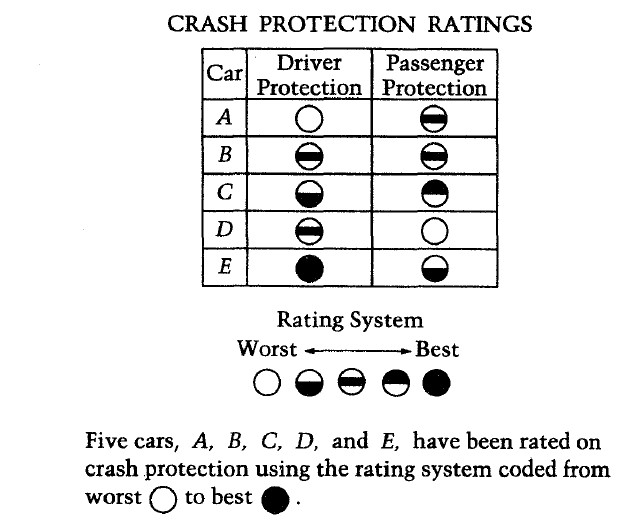 CRASH PROTECTION RATINGS
Car Driver Protection Passenger Protection
A
B
C
D
E
Rating System
Worst Best
Five cars, A, B, C, D, and E, have been rated on
crash protection using the rating system coded from
worst to best .